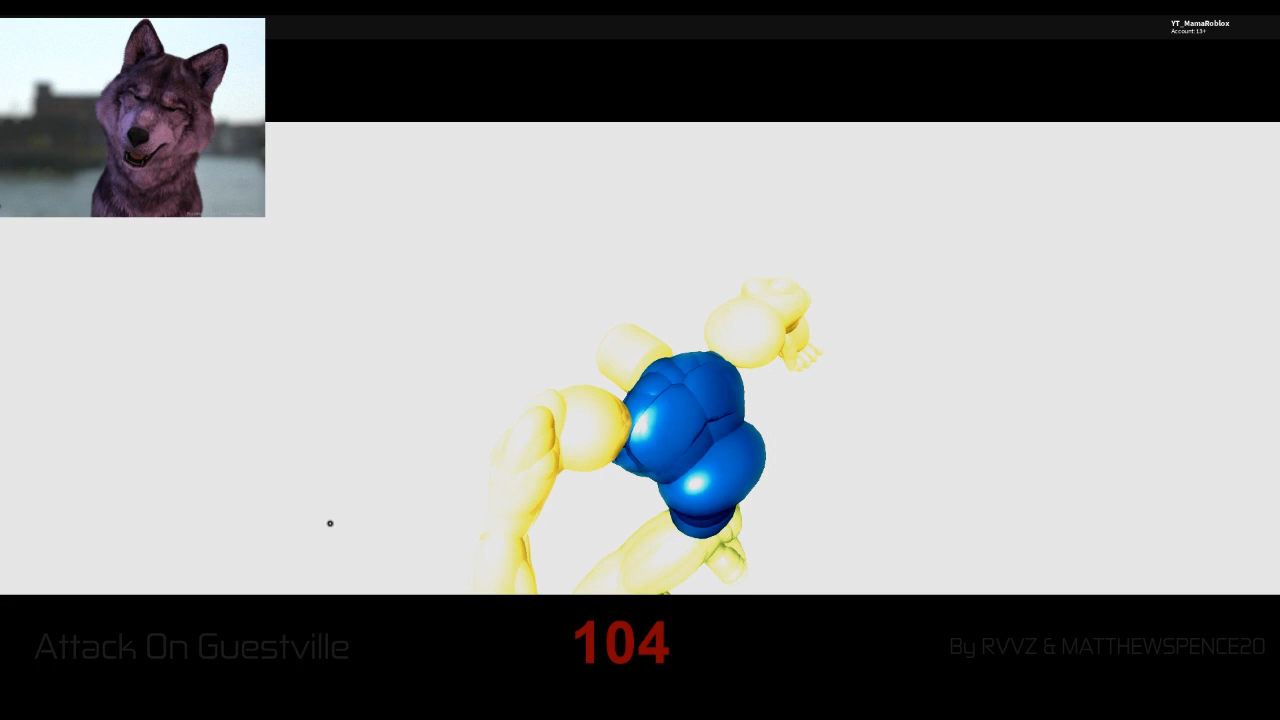 YT_MamaRoblox
Account: 13+
Attack On Guestville
104
By RVVZ & MATTHEWSPENCE20